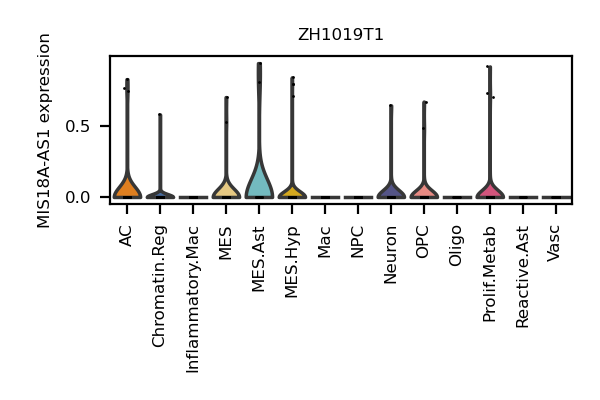 ZH1019T1
MIS18A-AS1 expression
0.5
0.0
AC
Chromatin.Reg
Inflammatory.Mac
MES
MES.Ast
MES.Hyp
Mac
NPC
Neuron
OPC
Oligo
Prolif.Metab
Reactive.Ast
Vasc